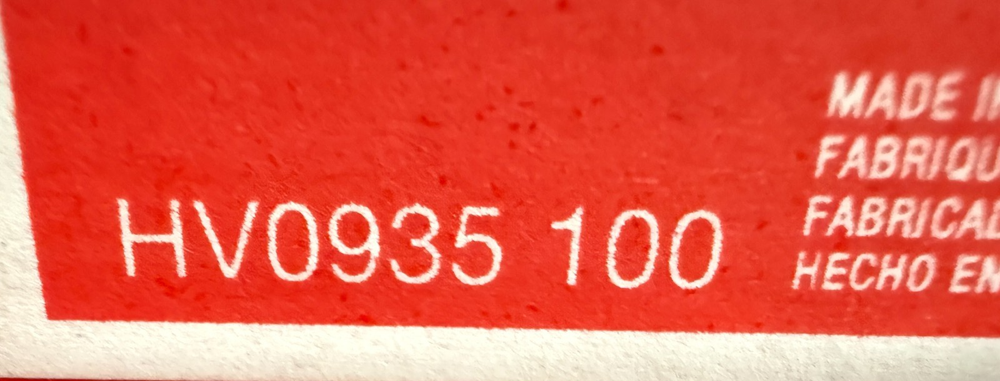 HV0935 100
MADE
FABRIQU
FABRICAD
HECHO EN